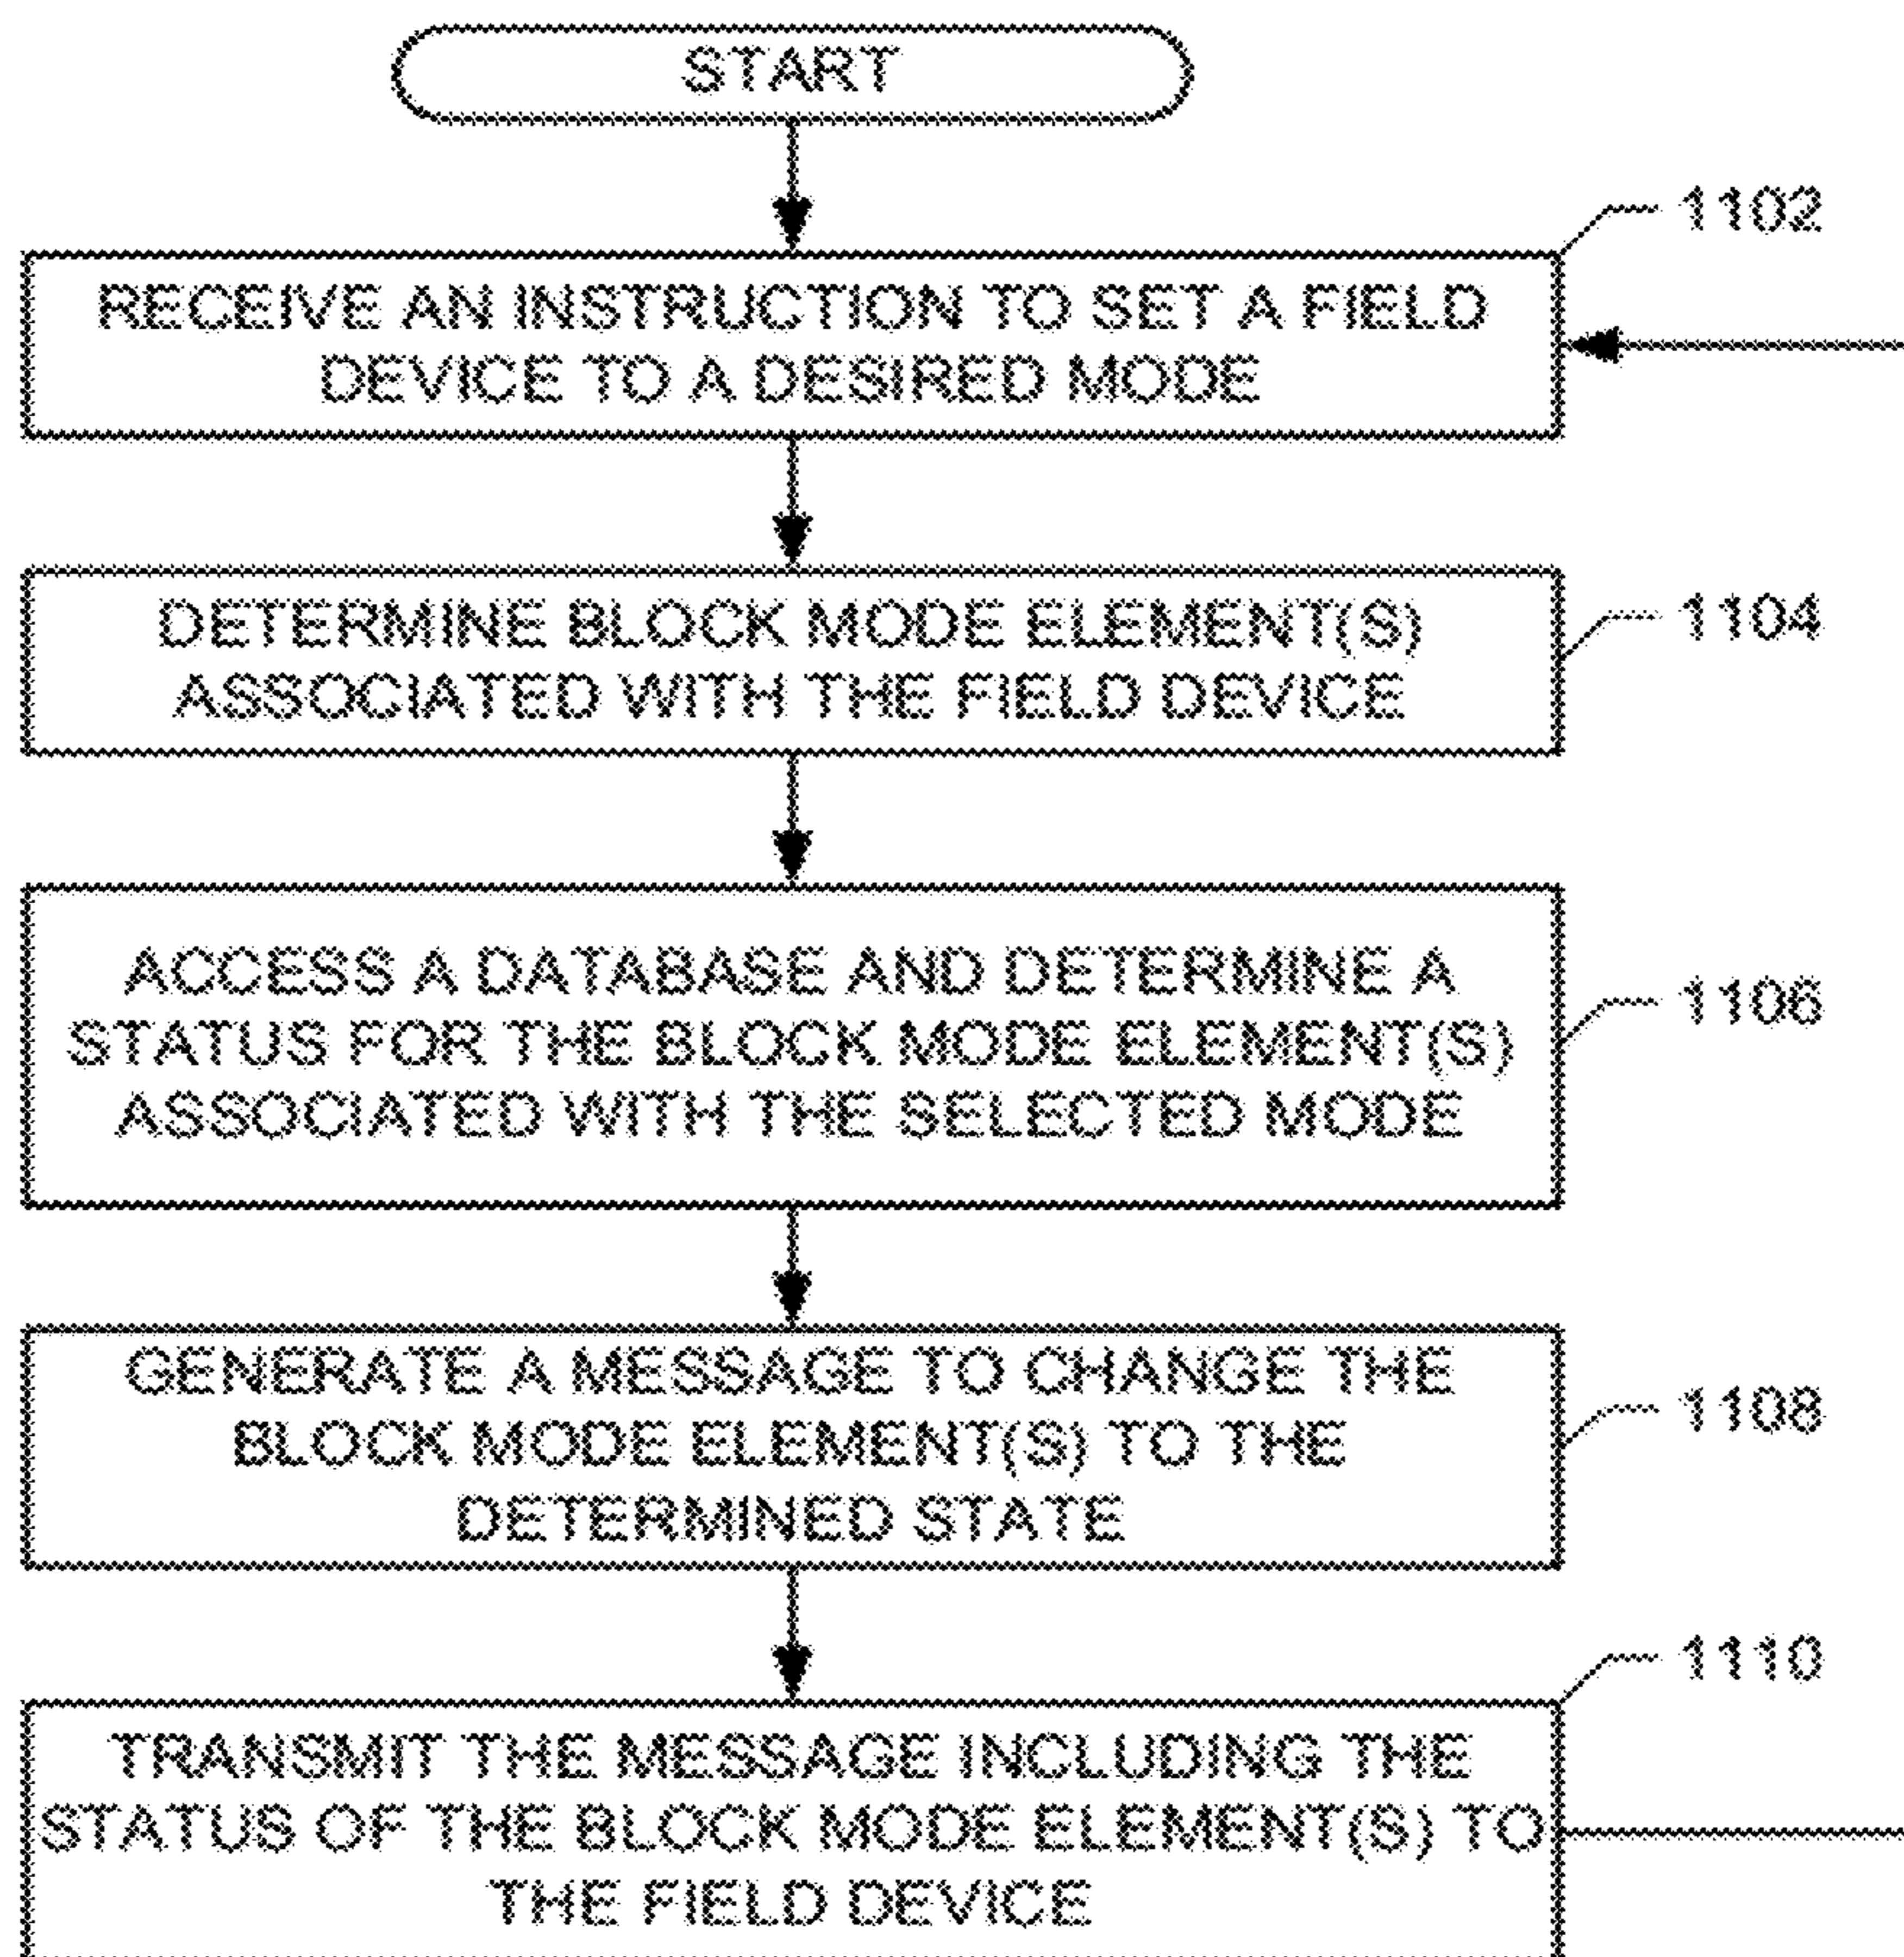 START
1102
RECEIVE AN INSTRUCTION TO SET A FIELD
DEVICE TO A DESIRED MODE
1104
DETERMINE BLOCK MODE ELEMENT(S)
ASSOCIATED WITH THE FIELD DEVICE
1106
ACCESS A DATABASE AND DETERMINE A
STATUS FOR THE BLOCK MODE ELEMENT(S)
ASSOCIATED WITH THE SELECTED MODE
1108
GENERATE A MESSAGE TO CHANGE THE
BLOCK MODE ELEMENT(S) TO THE
DETERMINED STATE
1110
TRANSMIT THE MESSAGE INCLUDING THE
STATUS OF THE BLOCK MODE ELEMENT(S) TO
THE FIELD DEVICE